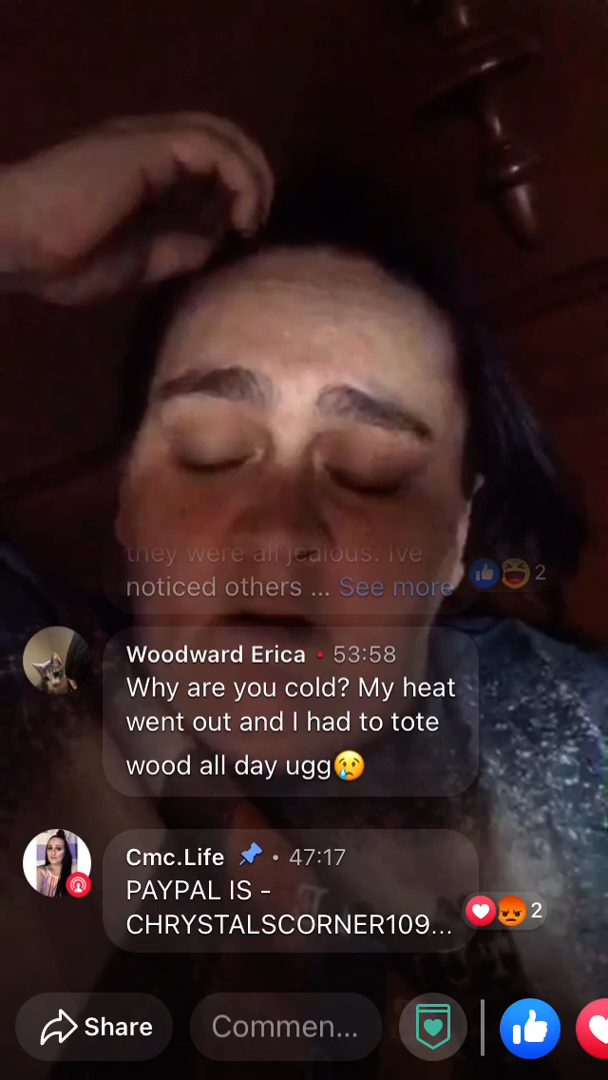 they were all jealous. Ive
noticed others ... See more
2
Woodward Erica • 53:58
Why are you cold? My heat
went out and I had to tote
wood all day ugg😢
Cmc.Life 📌 • 47:17
PAYPAL IS -
CHRYSTALSCORNER109...
2
Share
Commen...